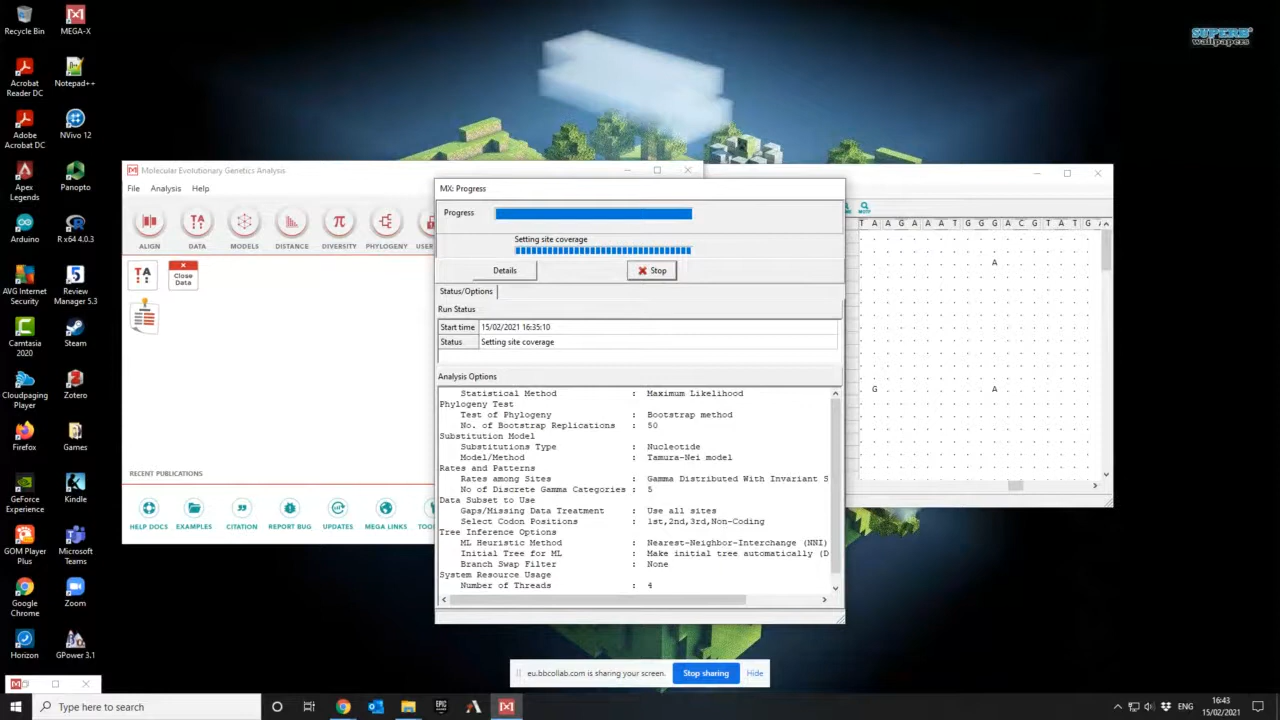 Recycle Bin
MEGA-X
Acrobat
Reader DC
Notepad++
Adobe
Acrobat DC
NVivo 12
Apex
Legends
Panopto
Arduino
R x64 4.0.3
AVG Internet
Security
Review
Manager 5.3
Camtasia
2020
Steam
Cloudpaging
Player
Zotero
Firefox
Games
GeForce
Experience
Kindle
GOM Player
Plus
Microsoft
Teams
Google
Chrome
Zoom
Horizon
GPower 3.1
SUPERB
wallpapers
Molecular Evolutionary Genetics Analysis
File Analysis Help
ALIGN DATA MODELS DISTANCE DIVERSITY PHYLOGENY USER
TA
Close
Data
RECENT PUBLICATIONS
HELP DOCS EXAMPLES CITATION REPORT BUG UPDATES MEGA LINKS TOO
MX: Progress
Progress
Setting site coverage
Details
Stop
Status/Options
Run Status
Start time 15/02/2021 16:35:10
Status Setting site coverage
Analysis Options
Statistical Method : Maximum Likelihood
Phylogeny Test
Test of Phylogeny : Bootstrap method
No. of Bootstrap Replications : 50
Substitution Model
Substitutions Type : Nucleotide
Model/Method : Tamura-Nei model
Rates and Patterns
Rates among Sites : Gamma Distributed With Invariant S
No of Discrete Gamma Categories : 5
Data Subset to Use
Gaps/Missing Data Treatment : Use all sites
Select Codon Positions : 1st,2nd,3rd,Non-Coding
Tree Inference Options
ML Heuristic Method : Nearest-Neighbor-Interchange (NNI)
Initial Tree for ML : Make initial tree automatically (D
Branch Swap Filter : None
System Resource Usage
Number of Threads : 4
T A A G A A A T G G G A C G T A T G
A
G A
eu.bbcollab.com is sharing your screen.
Stop sharing
Hide
Type here to search
EPIC
ENG
16:43
15/02/2021